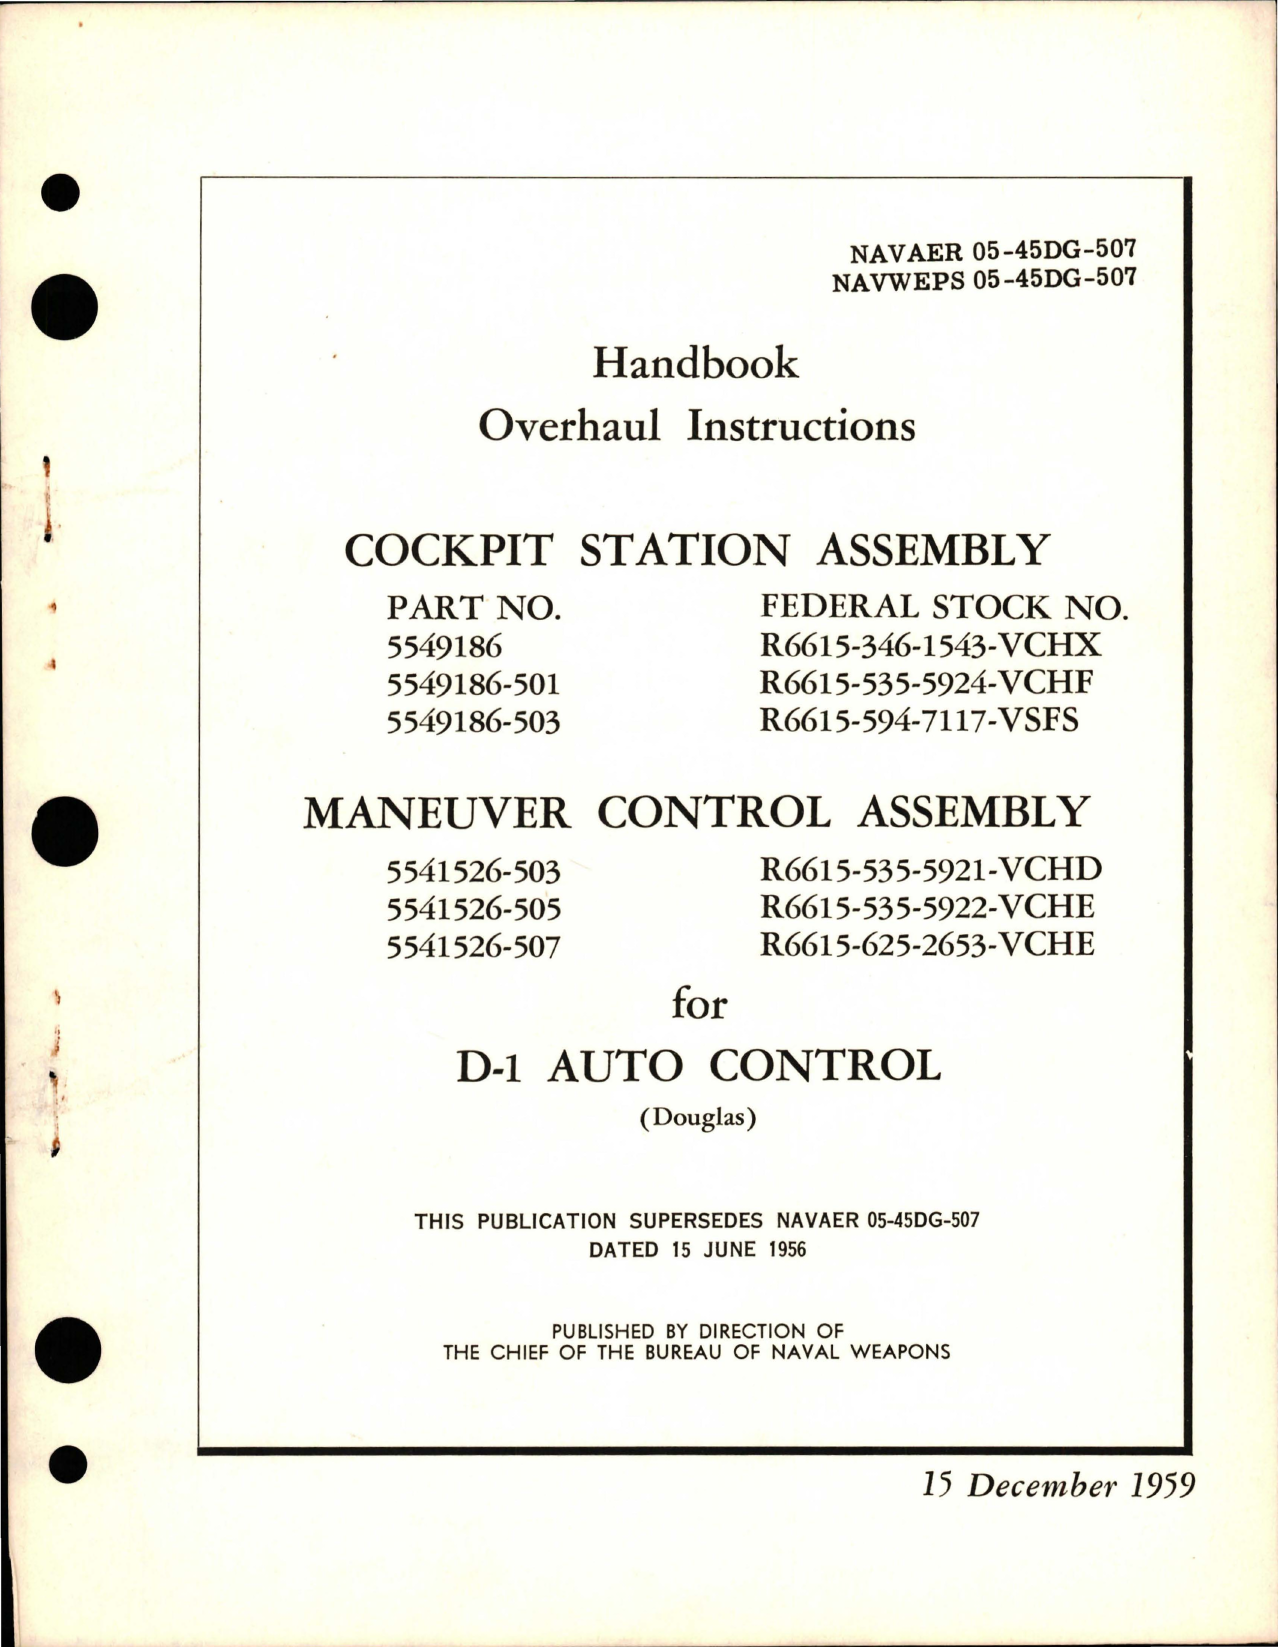 NAVAER 05-45DG-507
NAVWEPS 05-45DG-507
Handbook
Overhaul Instructions
COCKPIT STATION ASSEMBLY
PART NO. FEDERAL STOCK NO.
5549186 R6615-346-1543-VCHX
5549186-501 R6615-535-5924-VCHF
5549186-503 R6615-594-7117-VSFS
MANEUVER CONTROL ASSEMBLY
5541526-503 R6615-535-5921-VCHD
5541526-505 R6615-535-5922-VCHE
5541526-507 R6615-625-2653-VCHE
for
D-1 AUTO CONTROL
(Douglas)
THIS PUBLICATION SUPERSEDES NAVAER 05-45DG-507
DATED 15 JUNE 1956
PUBLISHED BY DIRECTION OF
THE CHIEF OF THE BUREAU OF NAVAL WEAPONS
15 December 1959